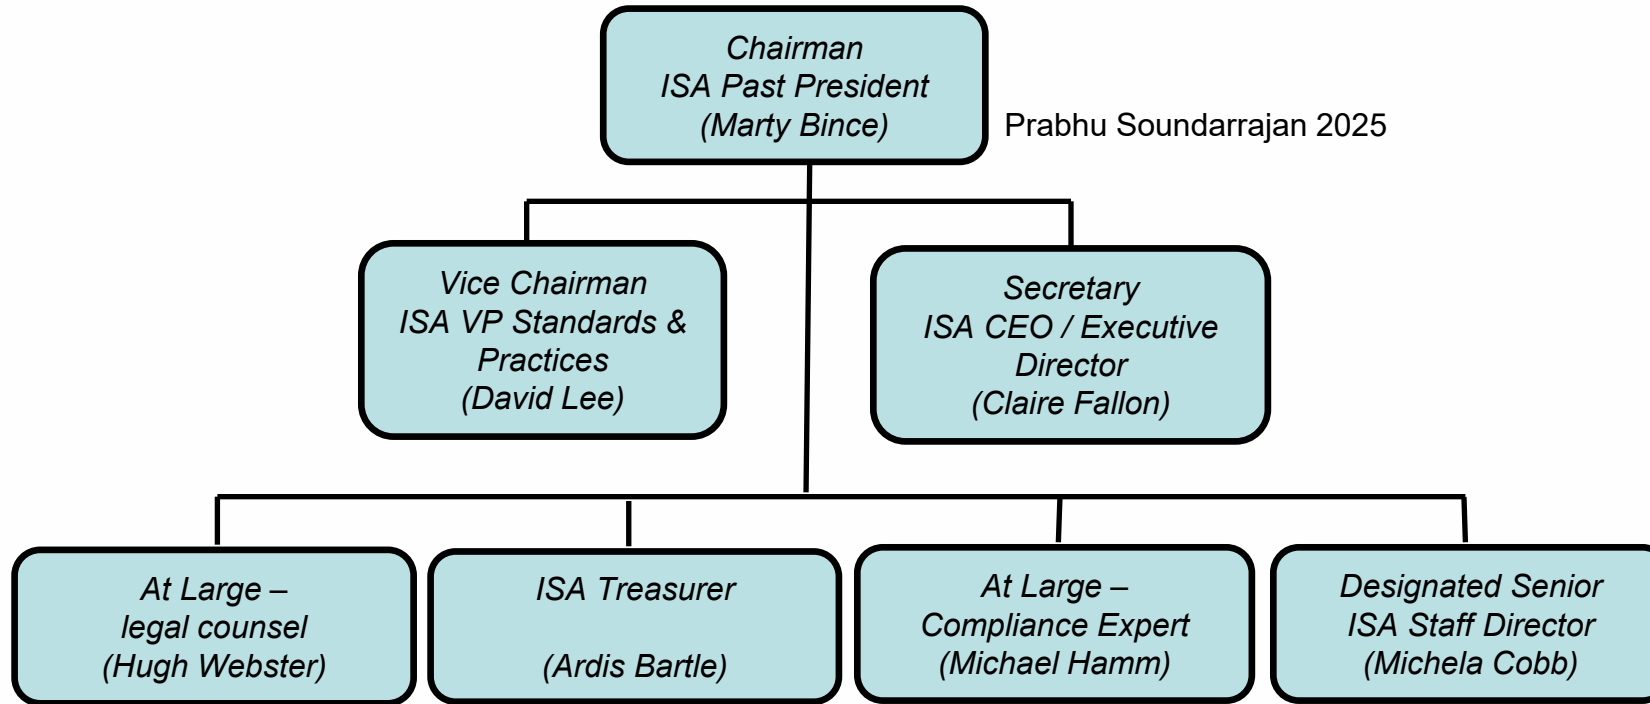 Chairman
ISA Past President
(Marty Bince)
Prabhu Soundarrajan 2025
Vice Chairman
ISA VP Standards &
Practices
(David Lee)
Secretary
ISA CEO / Executive
Director
(Claire Fallon)
At Large –
legal counsel
(Hugh Webster)
ISA Treasurer
(Ardis Bartle)
At Large –
Compliance Expert
(Michael Hamm)
Designated Senior
ISA Staff Director
(Michela Cobb)